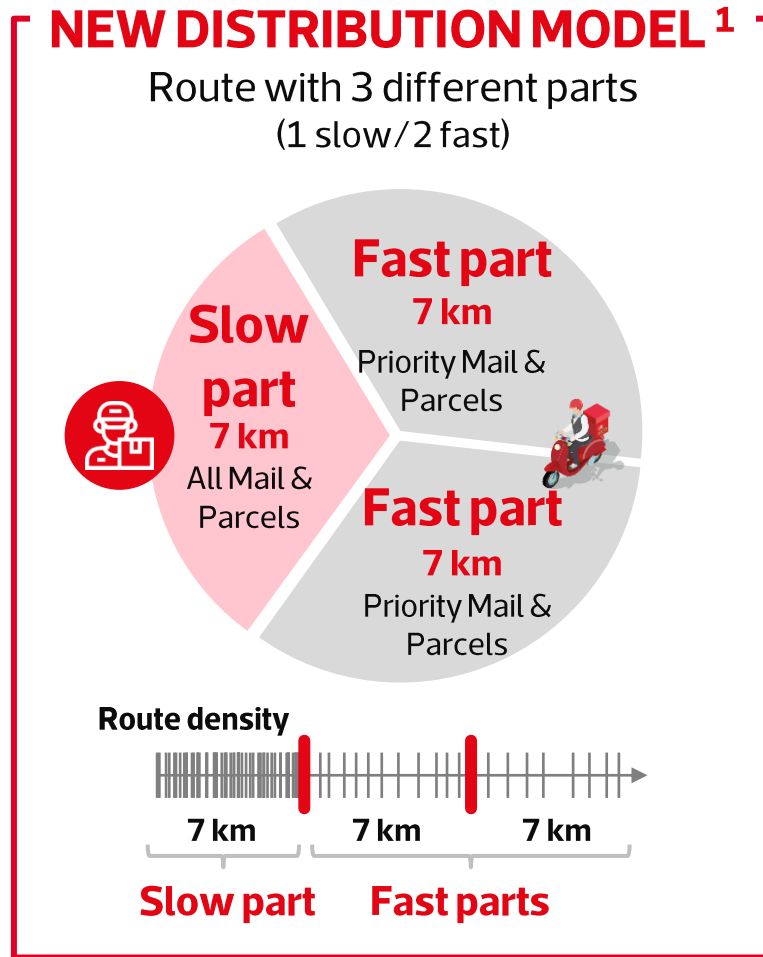 NEW DISTRIBUTION MODEL 1
Route with 3 different parts
(1 slow/2 fast)
Fast part
7 km
Priority Mail &
Parcels
Slow
part
7 km
All Mail &
Parcels
Fast part
7 km
Priority Mail &
Parcels
Route density
7 km 7 km 7 km
Slow part Fast parts